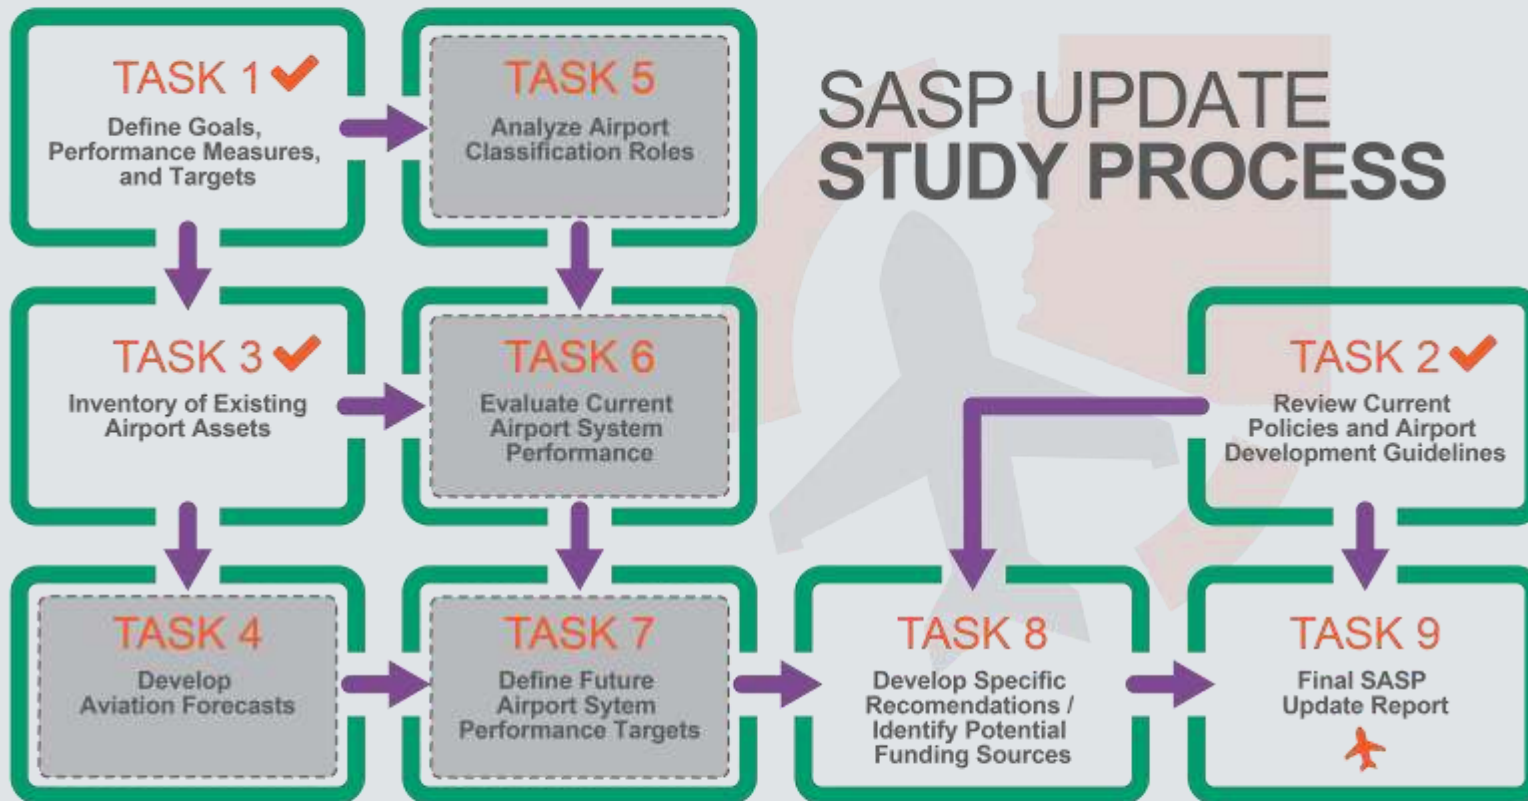 SASP UPDATE
STUDY PROCESS
TASK 1
Define Goals,
Performance Measures,
and Targets
TASK 5
Analyze Airport
Classification Roles
TASK 3
Inventory of Existing
Airport Assets
TASK 6
Evaluate Current
Airport System
Performance
TASK 2
Review Current
Policies and Airport
Development Guidelines
TASK 4
Develop
Aviation Forecasts
TASK 7
Define Future
Airport Sytem
Performance Targets
TASK 8
Develop Specific
Recomendations /
Identify Potential
Funding Sources
TASK 9
Final SASP
Update Report